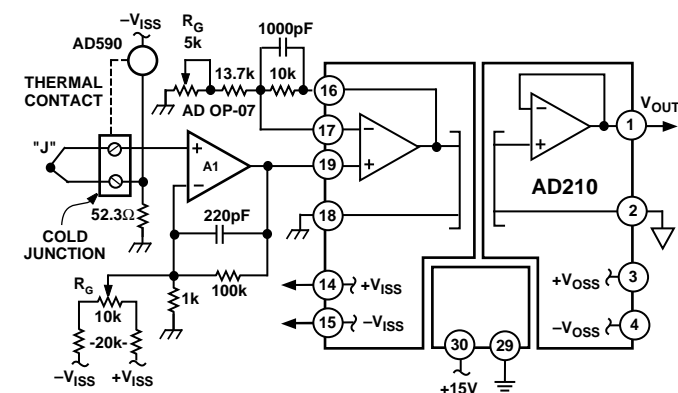 –VISS
AD590
THERMAL
CONTACT
"J"
COLD
JUNCTION
52.3Ω
RG
5k
13.7k
1000pF
10k
AD OP-07
+
A1
–
220pF
1k
100k
RG
10k
-20k-
–VISS
+VISS
16
17
19
18
14
+VISS
15
–VISS
–
+
30
29
+15V
–
+
AD210
1
VOUT
2
+VOSS
3
–VOSS
4